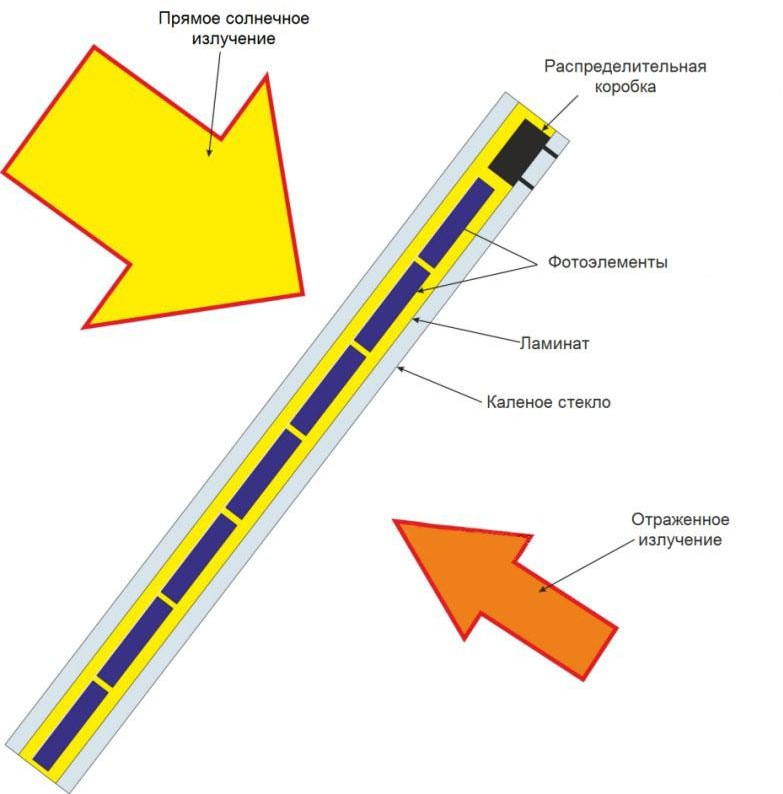 Прямое солнечное
излучение
Распределительная
коробка
Фотоэлементы
Ламинат
Каленое стекло
Отраженное
излучение